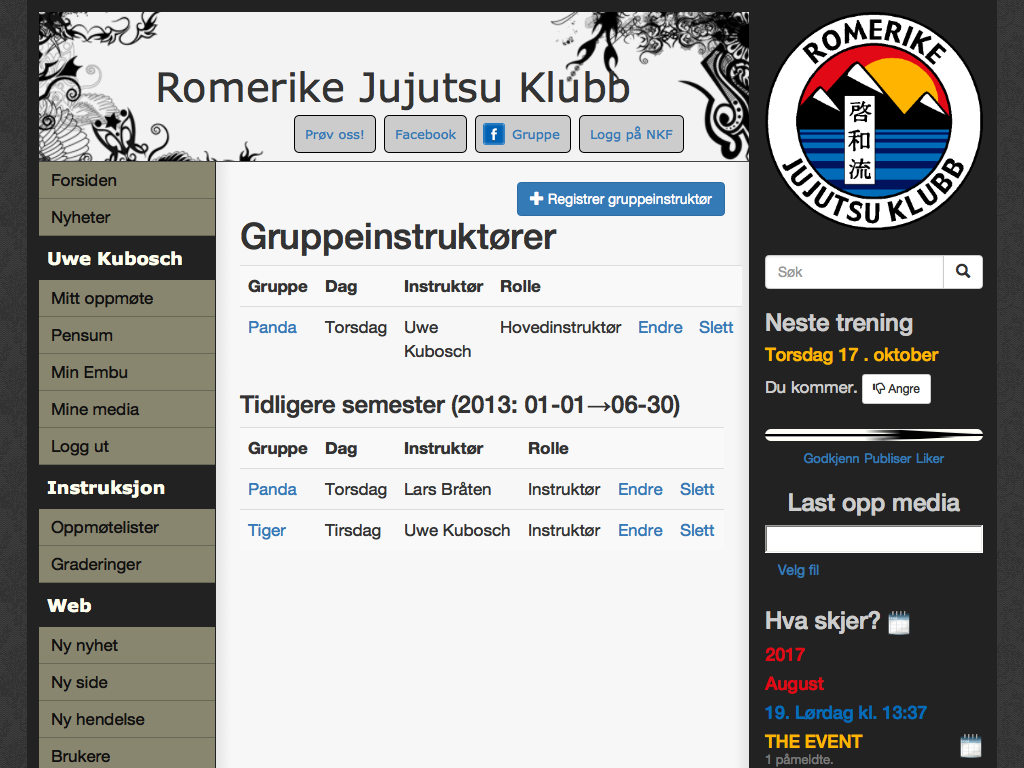 Romerike Jujutsu Klubb
Prøv oss!
Facebook
f Gruppe
Logg på NKF
Forsiden
Nyheter
Uwe Kubosch
Mitt oppmøte
Pensum
Min Embu
Mine media
Logg ut
Instruksjon
Oppmøtelister
Graderinger
Web
Ny nyhet
Ny side
Ny hendelse
Brukere
Registrer gruppeinstruktør
Gruppeinstruktører
Gruppe Dag Instruktør Rolle
Panda Torsdag Uwe Kubosch Hovedinstruktør Endre Slett
Tidligere semester (2013: 01-01→06-30)
Gruppe Dag Instruktør Rolle
Panda Torsdag Lars Bråten Instruktør Endre Slett
Tiger Tirsdag Uwe Kubosch Instruktør Endre Slett
ROMERIKE
啓和流
JUJUTSU KLUBB
Søk
Neste trening
Torsdag 17 . oktober
Du kommer. Angre
Godkjenn Publiser Liker
Last opp media
Velg fil
Hva skjer?
2017
August
19. Lørdag kl. 13:37
THE EVENT
1 påmeldte.